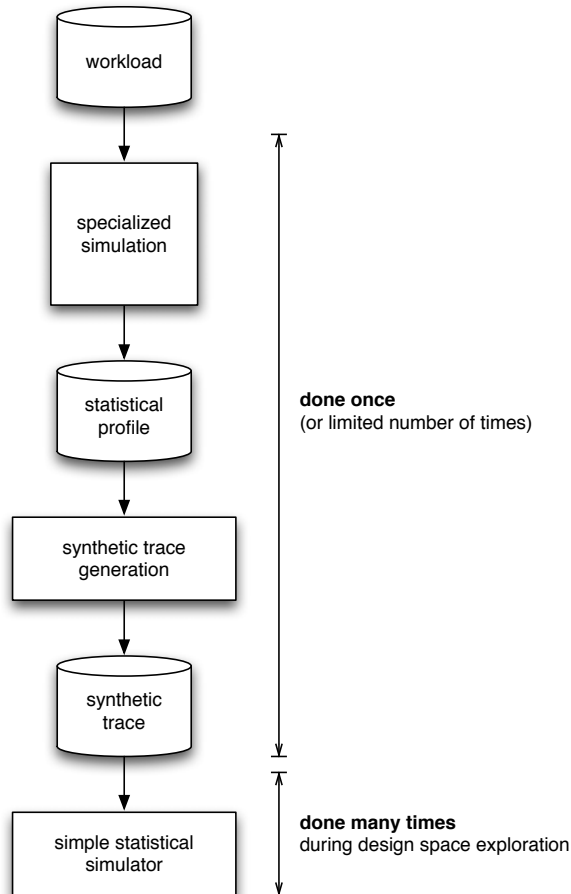 workload
specialized
simulation
statistical
profile
done once
(or limited number of times)
synthetic trace
generation
synthetic
trace
simple statistical
simulator
done many times
during design space exploration